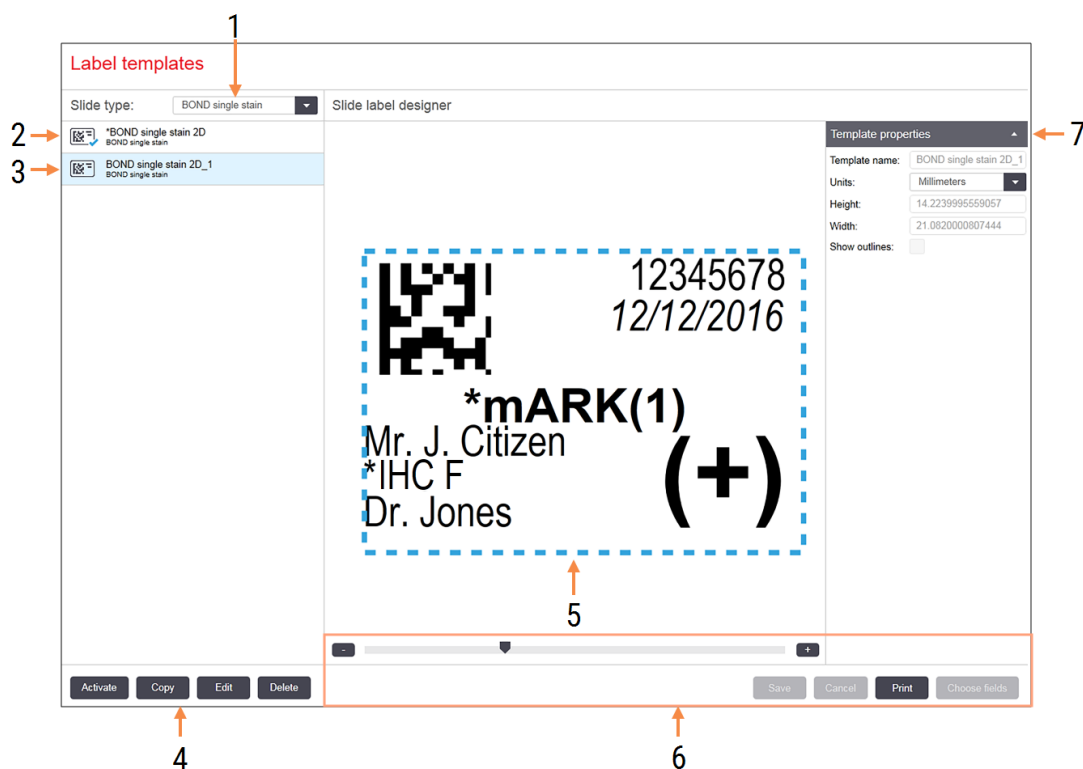 1
Label templates
Slide type: BOND single stain Slide label designer
2 *BOND single stain 2D
BOND single stain
3 BOND single stain 2D_1
BOND single stain
Template properties 7
Template name: BOND single stain 2D_1
Units: Millimeters
Height: 14.2239995559057
Width: 21.0820000807444
Show outlines:
12345678
12/12/2016
*mARK(1)
Mr. J. Citizen
*IHC F
Dr. Jones
(+)
5
- +
Activate Copy Edit Delete Save Cancel Print Choose fields
4 6